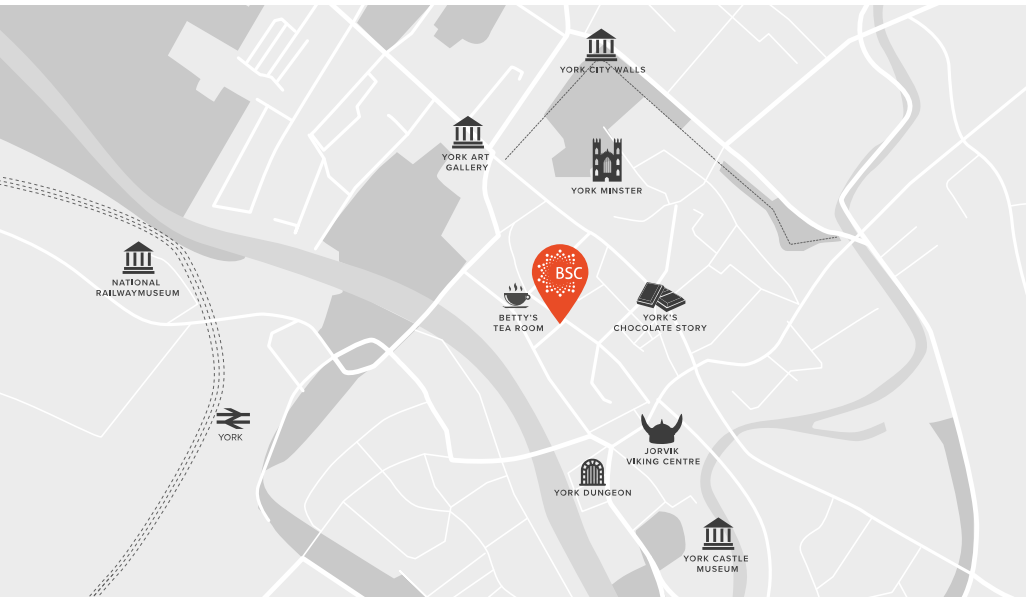 YORK CITY WALLS
YORK ART
GALLERY
YORK MINSTER
NATIONAL
RAILWAYMUSEUM
BSC
BETTY'S
TEA ROOM
YORK'S
CHOCOLATE STORY
YORK
JORVIK
VIKING CENTRE
YORK DUNGEON
YORK CASTLE
MUSEUM